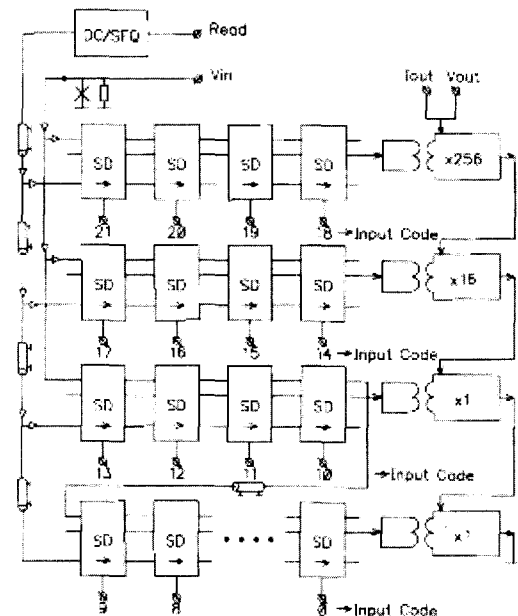 DC/SFQ
Read
Vin
Iout Vout
SD SD SD SD
x256
21 20 19 18 Input Code
SD SD SD SD
x16
17 16 15 14 Input Code
SD SD SD SD
x1
13 12 11 10 Input Code
SD SD SD
Input Code